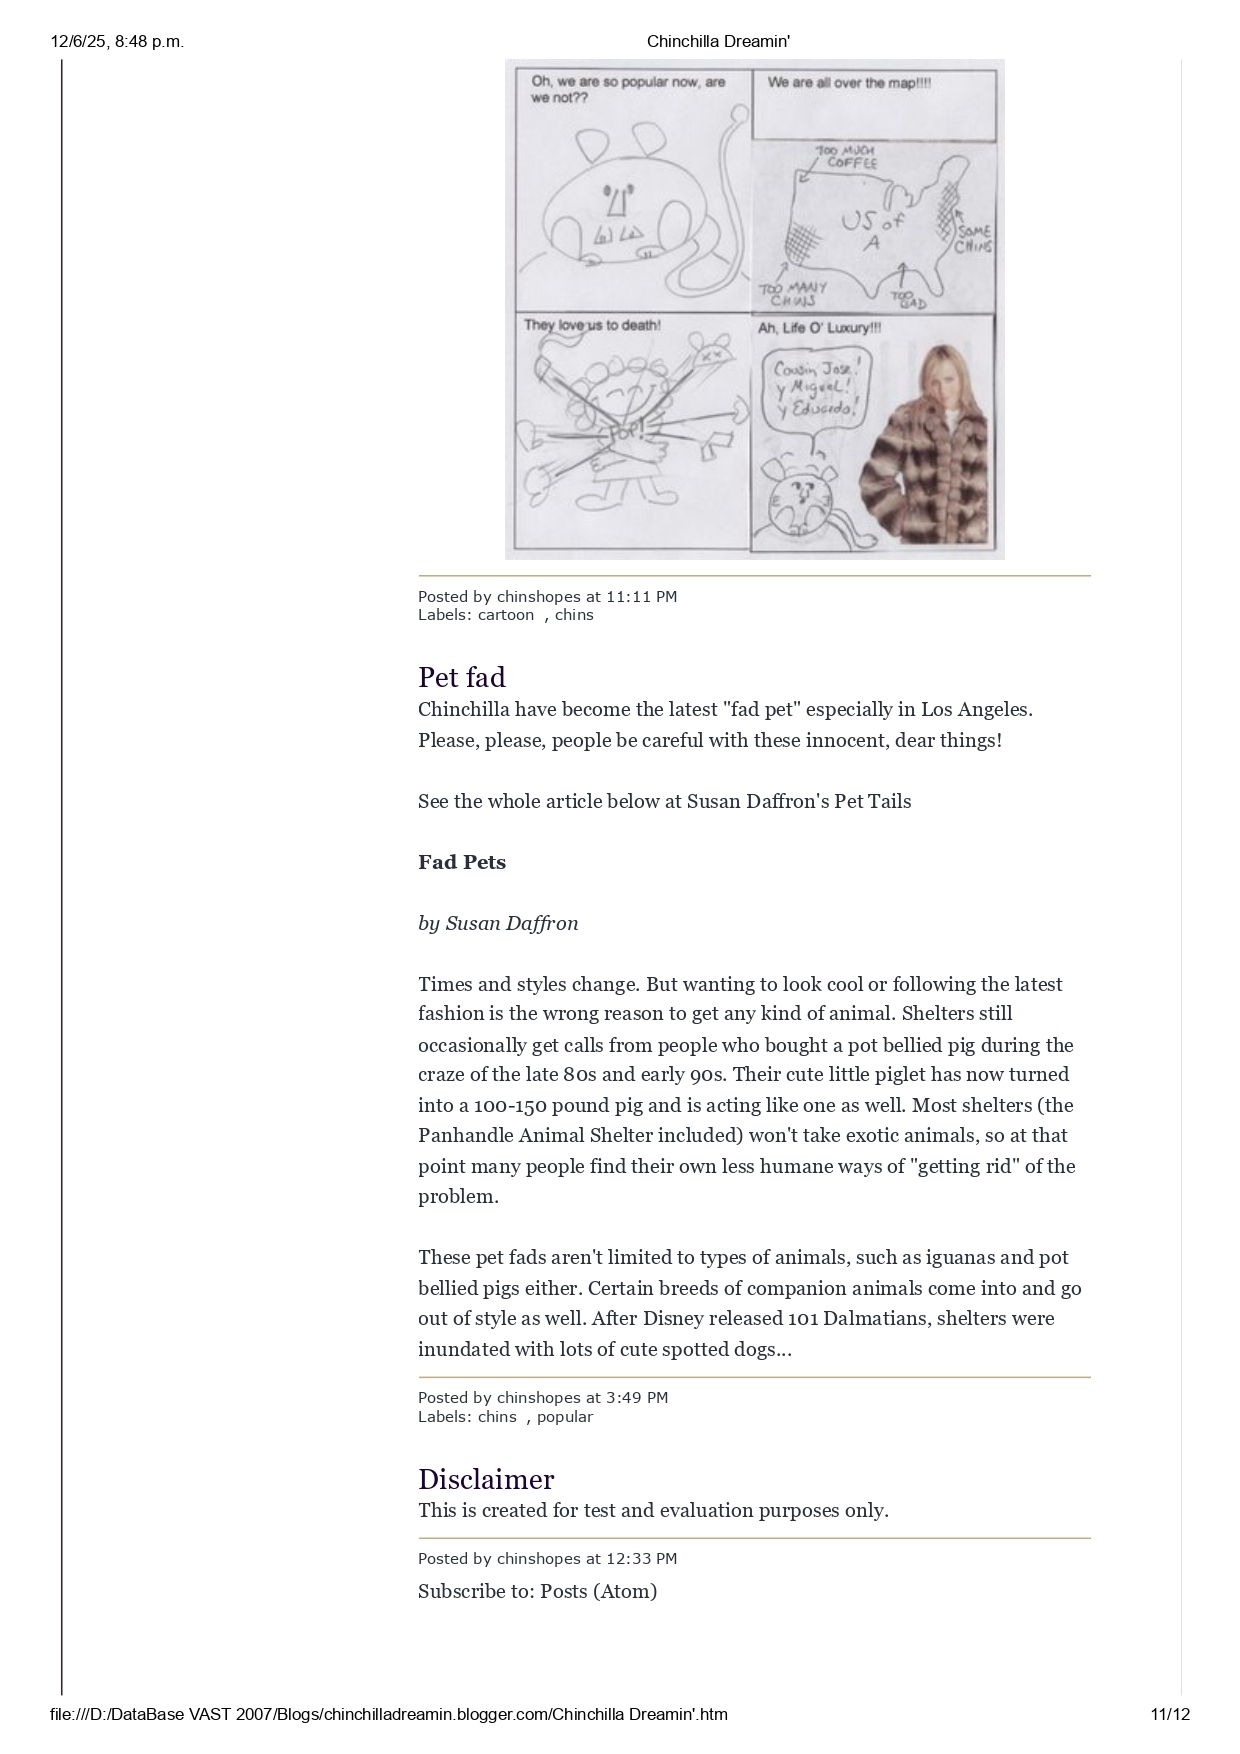 12/6/25, 8:48 p.m.
Chinchilla Dreamin'
Oh, we are so popular now, are
we not??
We are all over the map!!!!
TOO MUCH
COFFEE
US of
A
SOME
CHINS
TOO MANY
CHINS
TOO
BAD
They love us to death!
POP!
Ah, Life O' Luxury!!!
Cousin Jose!
y Miguel!
y Eduardo!
Posted by chinshopes at 11:11 PM
Labels: cartoon , chins
Pet fad
Chinchilla have become the latest "fad pet" especially in Los Angeles.
Please, please, people be careful with these innocent, dear things!
See the whole article below at Susan Daffron's Pet Tails
Fad Pets
by Susan Daffron
Times and styles change. But wanting to look cool or following the latest
fashion is the wrong reason to get any kind of animal. Shelters still
occasionally get calls from people who bought a pot bellied pig during the
craze of the late 80s and early 90s. Their cute little piglet has now turned
into a 100-150 pound pig and is acting like one as well. Most shelters (the
Panhandle Animal Shelter included) won't take exotic animals, so at that
point many people find their own less humane ways of "getting rid" of the
problem.
These pet fads aren't limited to types of animals, such as iguanas and pot
bellied pigs either. Certain breeds of companion animals come into and go
out of style as well. After Disney released 101 Dalmatians, shelters were
inundated with lots of cute spotted dogs...
Posted by chinshopes at 3:49 PM
Labels: chins , popular
Disclaimer
This is created for test and evaluation purposes only.
Posted by chinshopes at 12:33 PM
Subscribe to: Posts (Atom)
file:///D:/DataBase VAST 2007/Blogs/chinchilladreamin.blogger.com/Chinchilla Dreamin'.htm
11/12